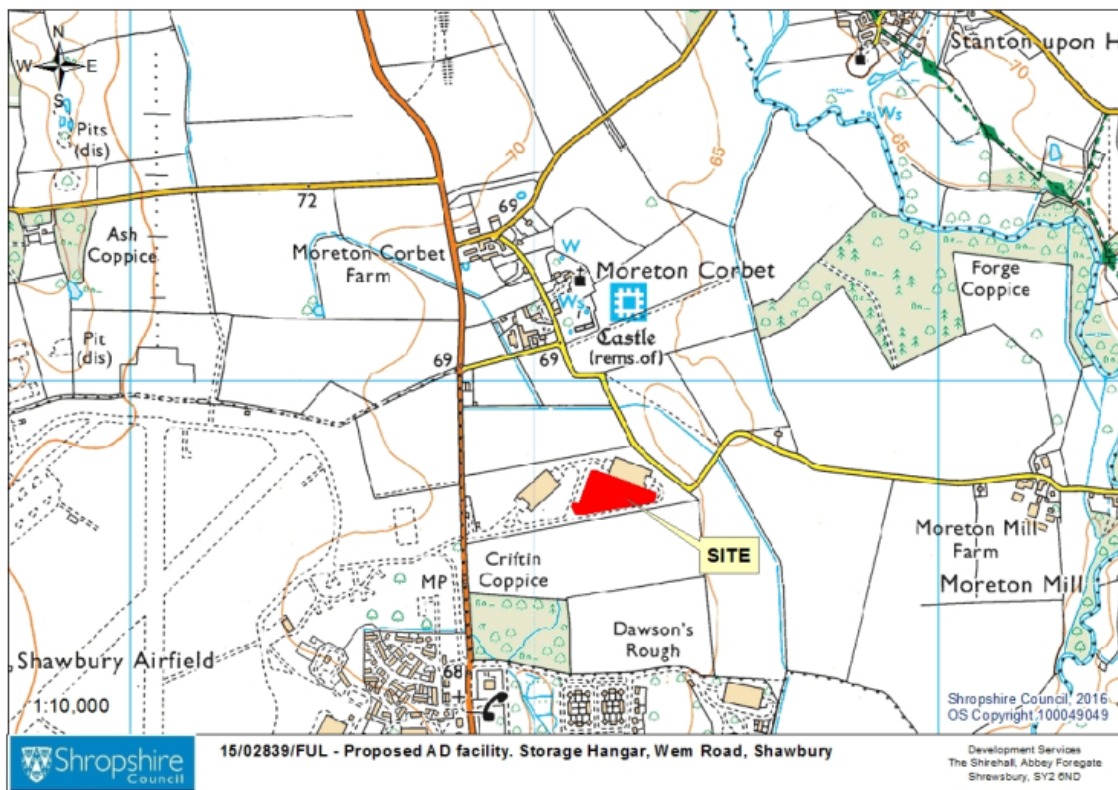 N
W E
S
Stanton upon H
70
Pits
(dis)
70
65
65
Ws
72
69
Ash
Coppice
Moreton Corbet
Farm
W
Moreton Corbet
Forge
Coppice
Ws
Castle
(rems.of)
Pit
(dis)
69
69
SITE
Moreton Mill
Farm
Criftin
Coppice
MP
Moreton Mill
Dawson's
Rough
Shawbury Airfield
68
1:10,000
Shropshire Council, 2016
OS Copyright 100049049
Shropshire
Council
15/02839/FUL - Proposed AD facility. Storage Hangar, Wem Road, Shawbury
Development Services
The Shirehall, Abbey Foregate
Shrewsbury, SY2 6ND